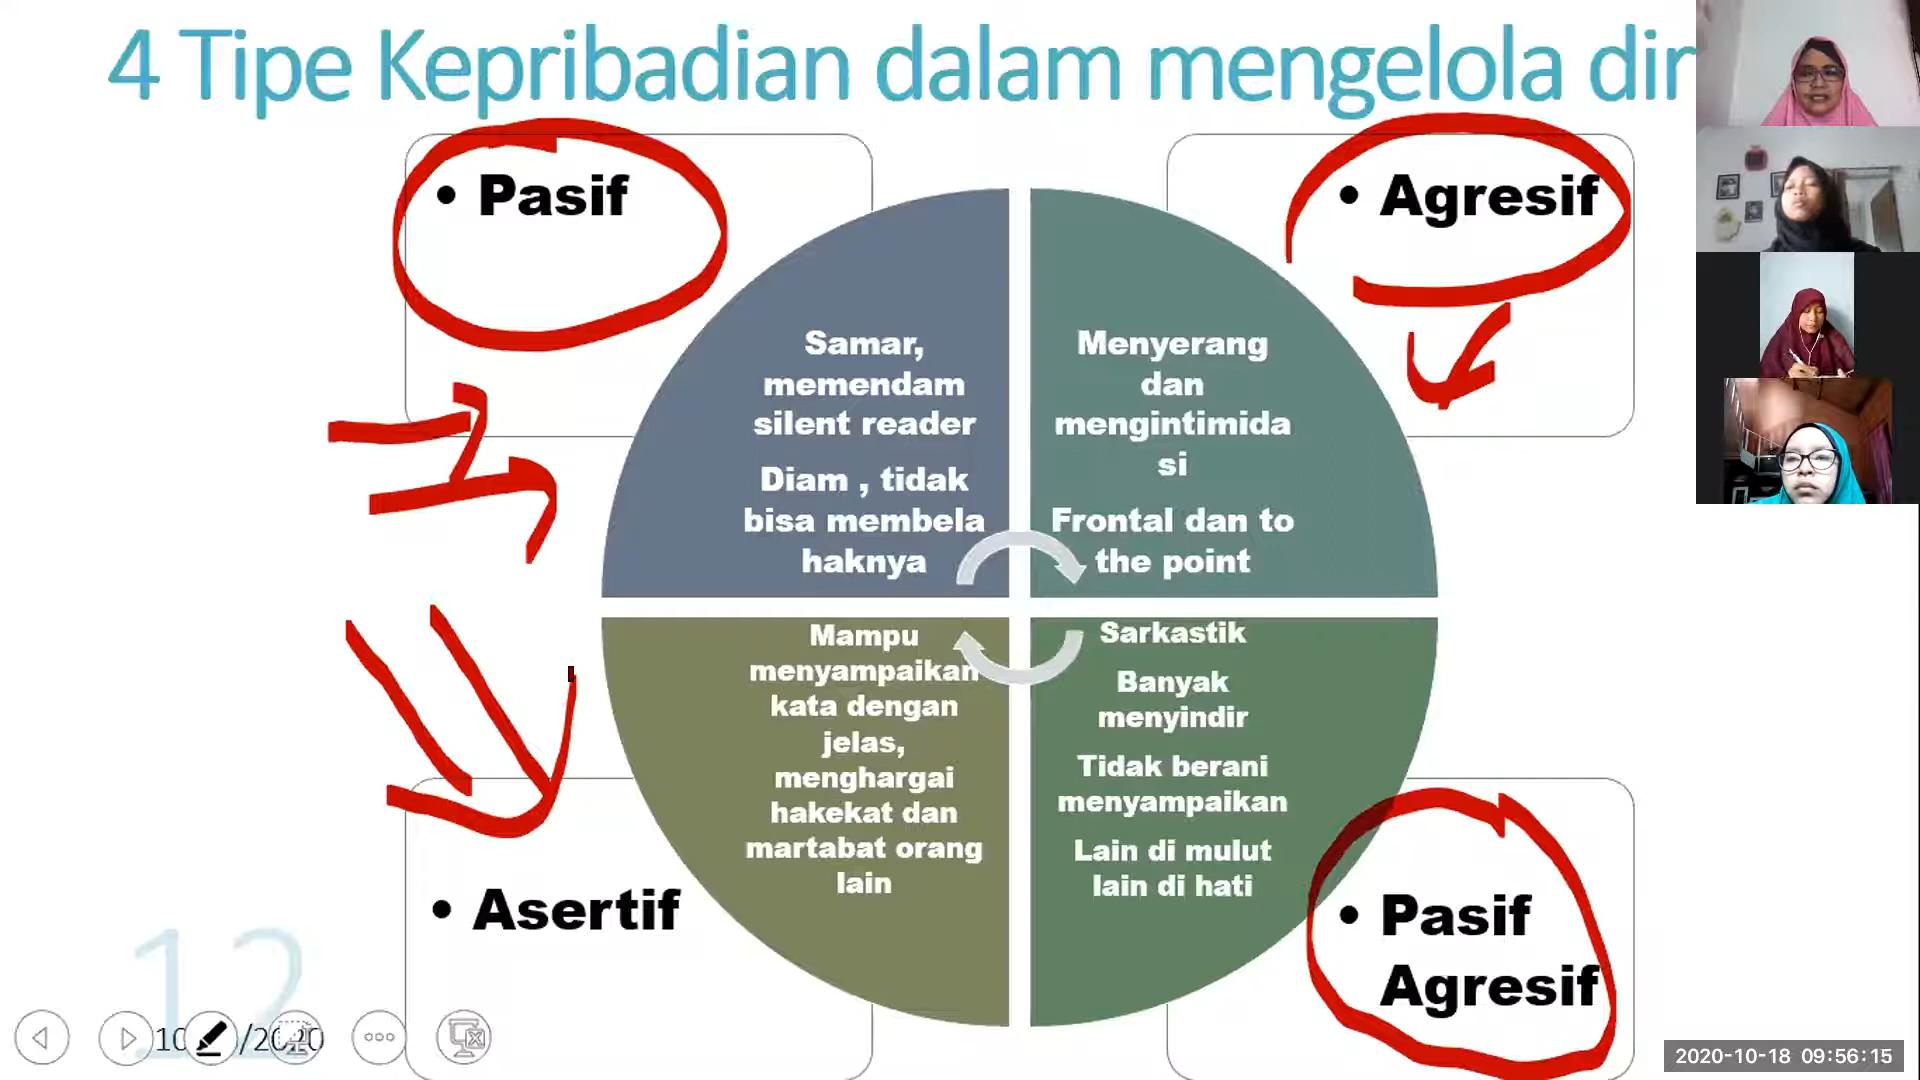 4 Tipe Kepribadian dalam mengelola dir
• Pasif
Samar,
memendam
silent reader
Diam , tidak
bisa membela
haknya
• Agresif
Menyerang
dan
mengintimida
si
Frontal dan to
the point
Mampu
menyampaikan
kata dengan
jelas,
menghargai
hakekat dan
martabat orang
lain
• Asertif
Sarkastik
Banyak
menyindir
Tidak berani
menyampaikan
Lain di mulut
lain di hati
• Pasif
Agresif
12
10 /2020
2020-10-18 09:56:15